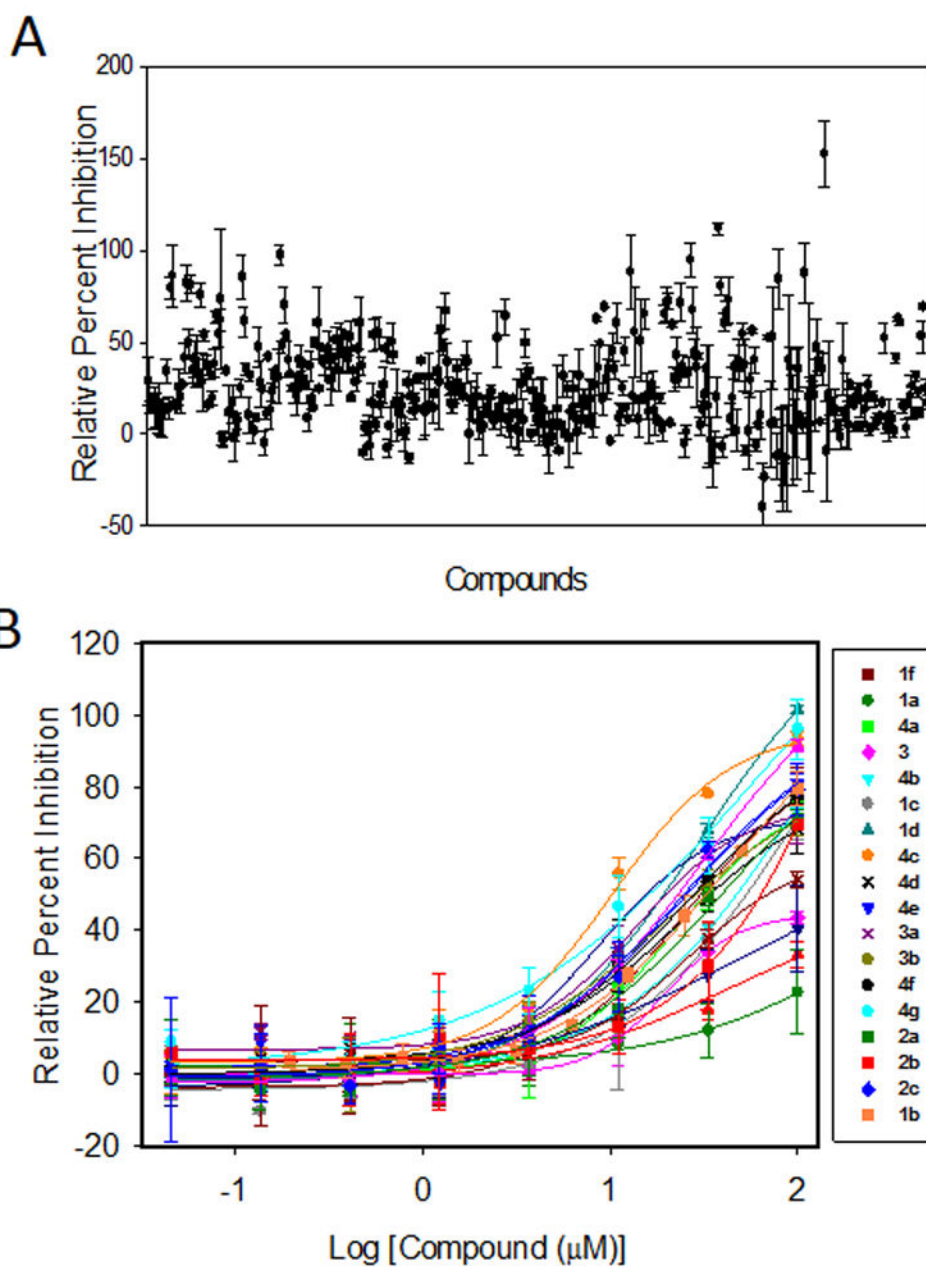 A
Relative Percent Inhibition
200
150
100
50
0
-50
Compounds
B
Relative Percent Inhibition
120
100
80
60
40
20
0
-20
-1
0
1
2
Log [Compound (μM)]
1f
1a
4a
3
4b
1c
1d
4c
4d
4e
3a
3b
4f
4g
2a
2b
2c
1b